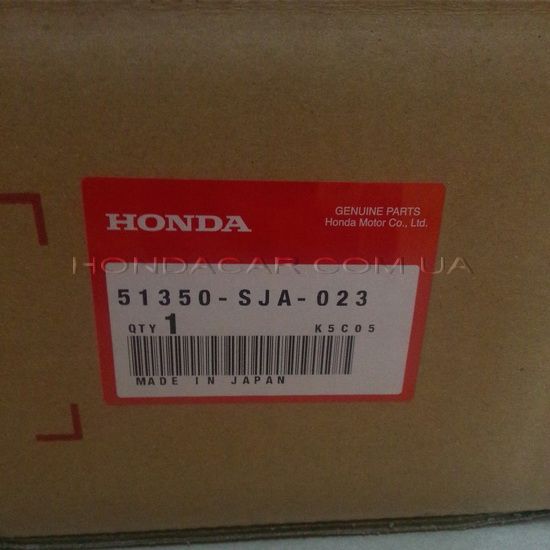 HONDA
GENUINE PARTS
Honda Motor Co., Ltd.
HONDACAR.COM.UA
51350-SJA-023
QTY 1 K5C05
MADE IN JAPAN